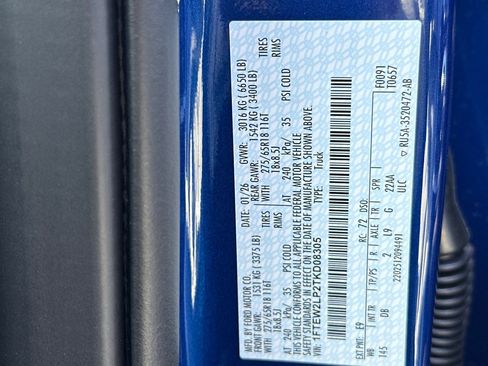 MFD. BY FORD MOTOR CO.
DATE: 01/26 GVWR: 3016 KG ( 6650 LB)
FRONT GAWR: 1531 KG ( 3375 LB) REAR GAWR: 1542 KG ( 3400 LB)
WITH 275/65R18 116T TIRES WITH 275/65R18 116T TIRES
18x8.5J RIMS 18x8.5J RIMS
AT 240 kPa/ 35 PSI COLD AT 240 kPa/ 35 PSI COLD
THIS VEHICLE CONFORMS TO ALL APPLICABLE FEDERAL MOTOR VEHICLE
SAFETY STANDARDS IN EFFECT ON THE DATE OF MANUFACTURE SHOWN ABOVE.
VIN: 1FTEW2LP2TKD08305 TYPE: Truck
F0091
T0657
EXT PNT: E9 RC: 72 DSO:
WB INT TR TP/PS R AXLE TR SPR
145 DB 2 L9 G 22AA
ULC RU5A-3520472-AB
2202512094491